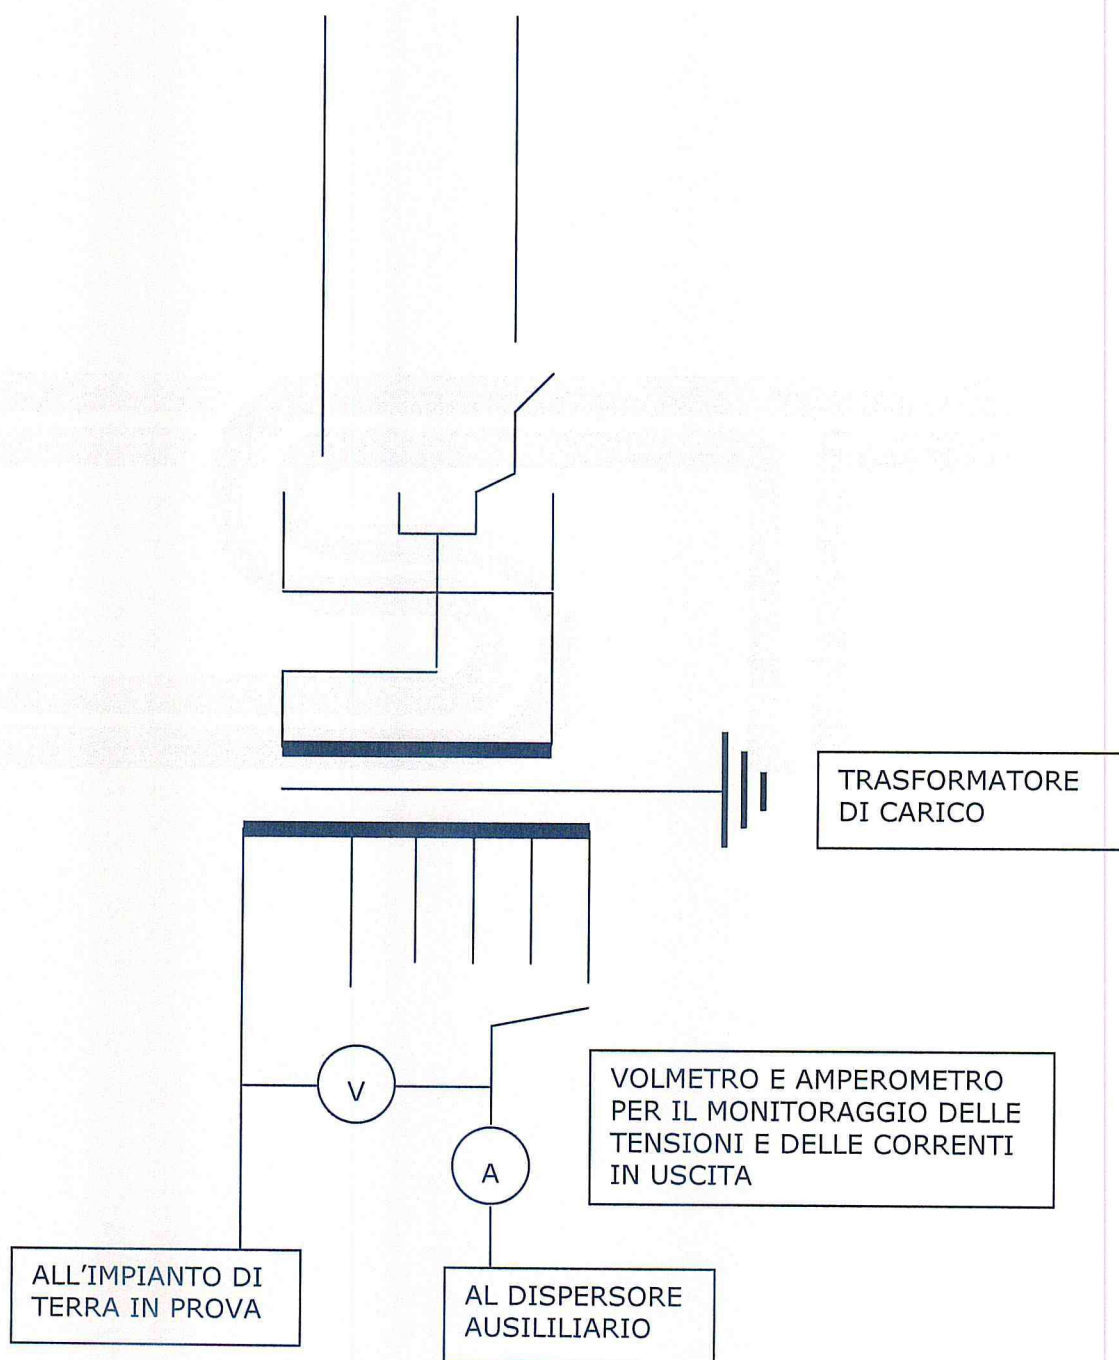 TRASFORMATORE
DI CARICO
V
VOLMETRO E AMPEROMETRO
PER IL MONITORAGGIO DELLE
TENSIONI E DELLE CORRENTI
IN USCITA
A
ALL'IMPIANTO DI
TERRA IN PROVA
AL DISPERSORE
AUSILILIARIO